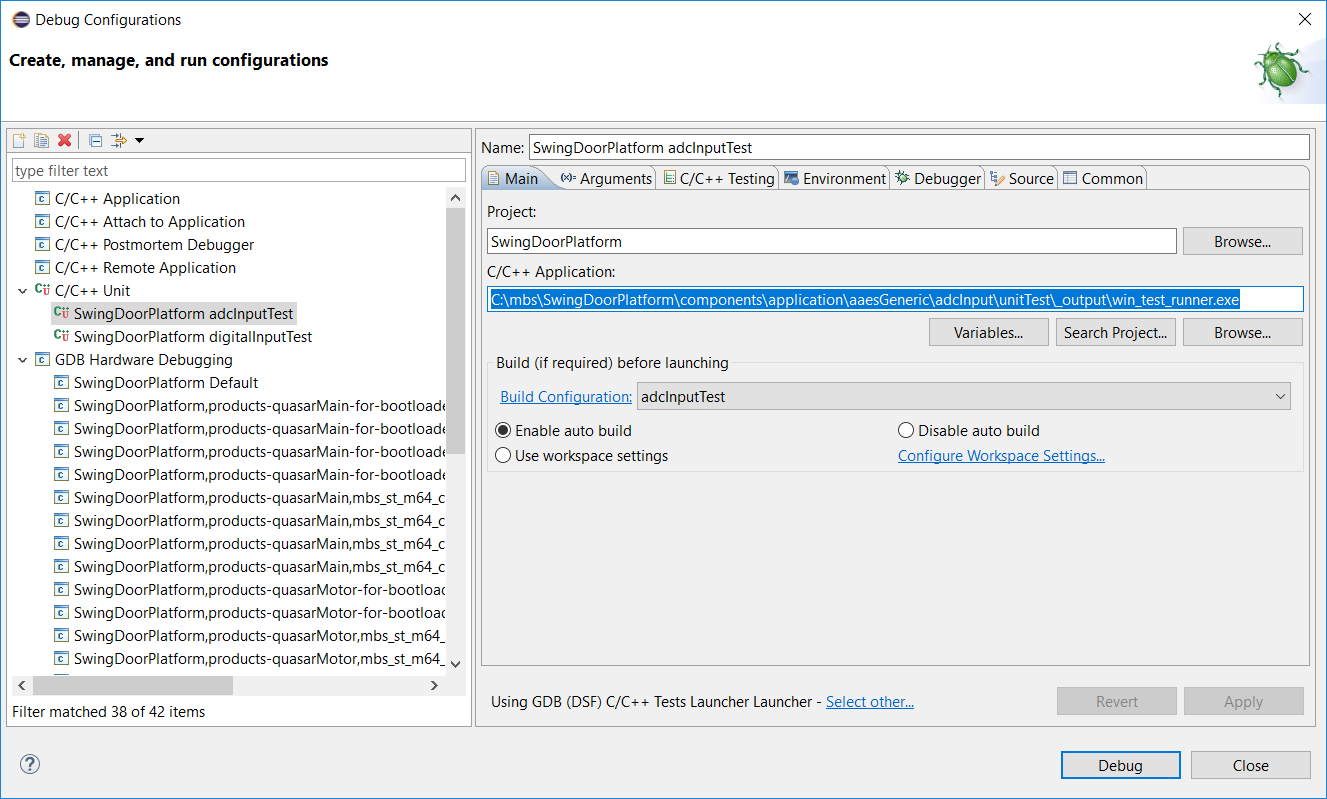 Debug Configurations
Create, manage, and run configurations
type filter text
C/C++ Application
C/C++ Attach to Application
C/C++ Postmortem Debugger
C/C++ Remote Application
C/C++ Unit
SwingDoorPlatform adcInputTest
SwingDoorPlatform digitalInputTest
GDB Hardware Debugging
SwingDoorPlatform Default
SwingDoorPlatform,products-quasarMain-for-bootloade
SwingDoorPlatform,products-quasarMain-for-bootloade
SwingDoorPlatform,products-quasarMain-for-bootloade
SwingDoorPlatform,products-quasarMain-for-bootloade
SwingDoorPlatform,products-quasarMain,mbs_st_m64_c
SwingDoorPlatform,products-quasarMain,mbs_st_m64_c
SwingDoorPlatform,products-quasarMain,mbs_st_m64_c
SwingDoorPlatform,products-quasarMain,mbs_st_m64_c
SwingDoorPlatform,products-quasarMotor-for-bootloac
SwingDoorPlatform,products-quasarMotor-for-bootloac
SwingDoorPlatform,products-quasarMotor,mbs_st_m64_
SwingDoorPlatform,products-quasarMotor,mbs_st_m64_
Filter matched 38 of 42 items
Name: SwingDoorPlatform adcInputTest
Main (x)= Arguments C/C++ Testing Environment Debugger Source Common
Project:
SwingDoorPlatform Browse...
C/C++ Application:
C:\mbs\SwingDoorPlatform\components\application\aaesGeneric\adcInput\unitTest\_output\win_test_runner.exe
Variables... Search Project... Browse...
Build (if required) before launching
Build Configuration: adcInputTest
Enable auto build Disable auto build
Use workspace settings Configure Workspace Settings...
Using GDB (DSF) C/C++ Tests Launcher Launcher - Select other... Revert Apply
? Debug Close